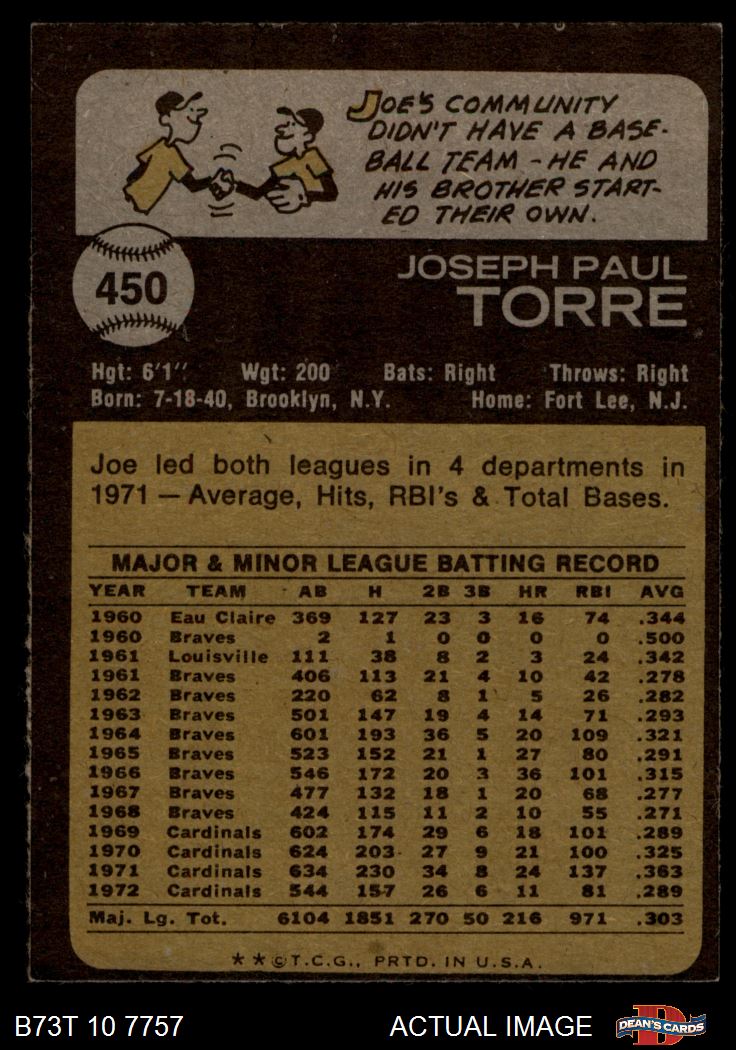 JOE'S COMMUNITY
DIDN'T HAVE A BASE-
BALL TEAM - HE AND
HIS BROTHER START-
ED THEIR OWN.
450
JOSEPH PAUL
TORRE
Hgt: 6'1" Wgt: 200 Bats: Right Throws: Right
Born: 7-18-40, Brooklyn, N.Y. Home: Fort Lee, N.J.
Joe led both leagues in 4 departments in
1971 — Average, Hits, RBI's & Total Bases.
MAJOR & MINOR LEAGUE BATTING RECORD
YEAR TEAM AB H 2B 3B HR RBI AVG
1960 Eau Claire 369 127 23 3 16 74 .344
1960 Braves 2 1 0 0 0 0 .500
1961 Louisville 111 38 8 2 3 24 .342
1961 Braves 406 113 21 4 10 42 .278
1962 Braves 220 62 8 1 5 26 .282
1963 Braves 501 147 19 4 14 71 .293
1964 Braves 601 193 36 5 20 109 .321
1965 Braves 523 152 21 1 27 80 .291
1966 Braves 546 172 20 3 36 101 .315
1967 Braves 477 132 18 1 20 68 .277
1968 Braves 424 115 11 2 10 55 .271
1969 Cardinals 602 174 29 6 18 101 .289
1970 Cardinals 624 203 27 9 21 100 .325
1971 Cardinals 634 230 34 8 24 137 .363
1972 Cardinals 544 157 26 6 11 81 .289
Maj. Lg. Tot. 6104 1851 270 50 216 971 .303
* * © T.C.G., PRTD. IN U.S.A.
B73T 10 7757 ACTUAL IMAGE D DEAN'S CARDS